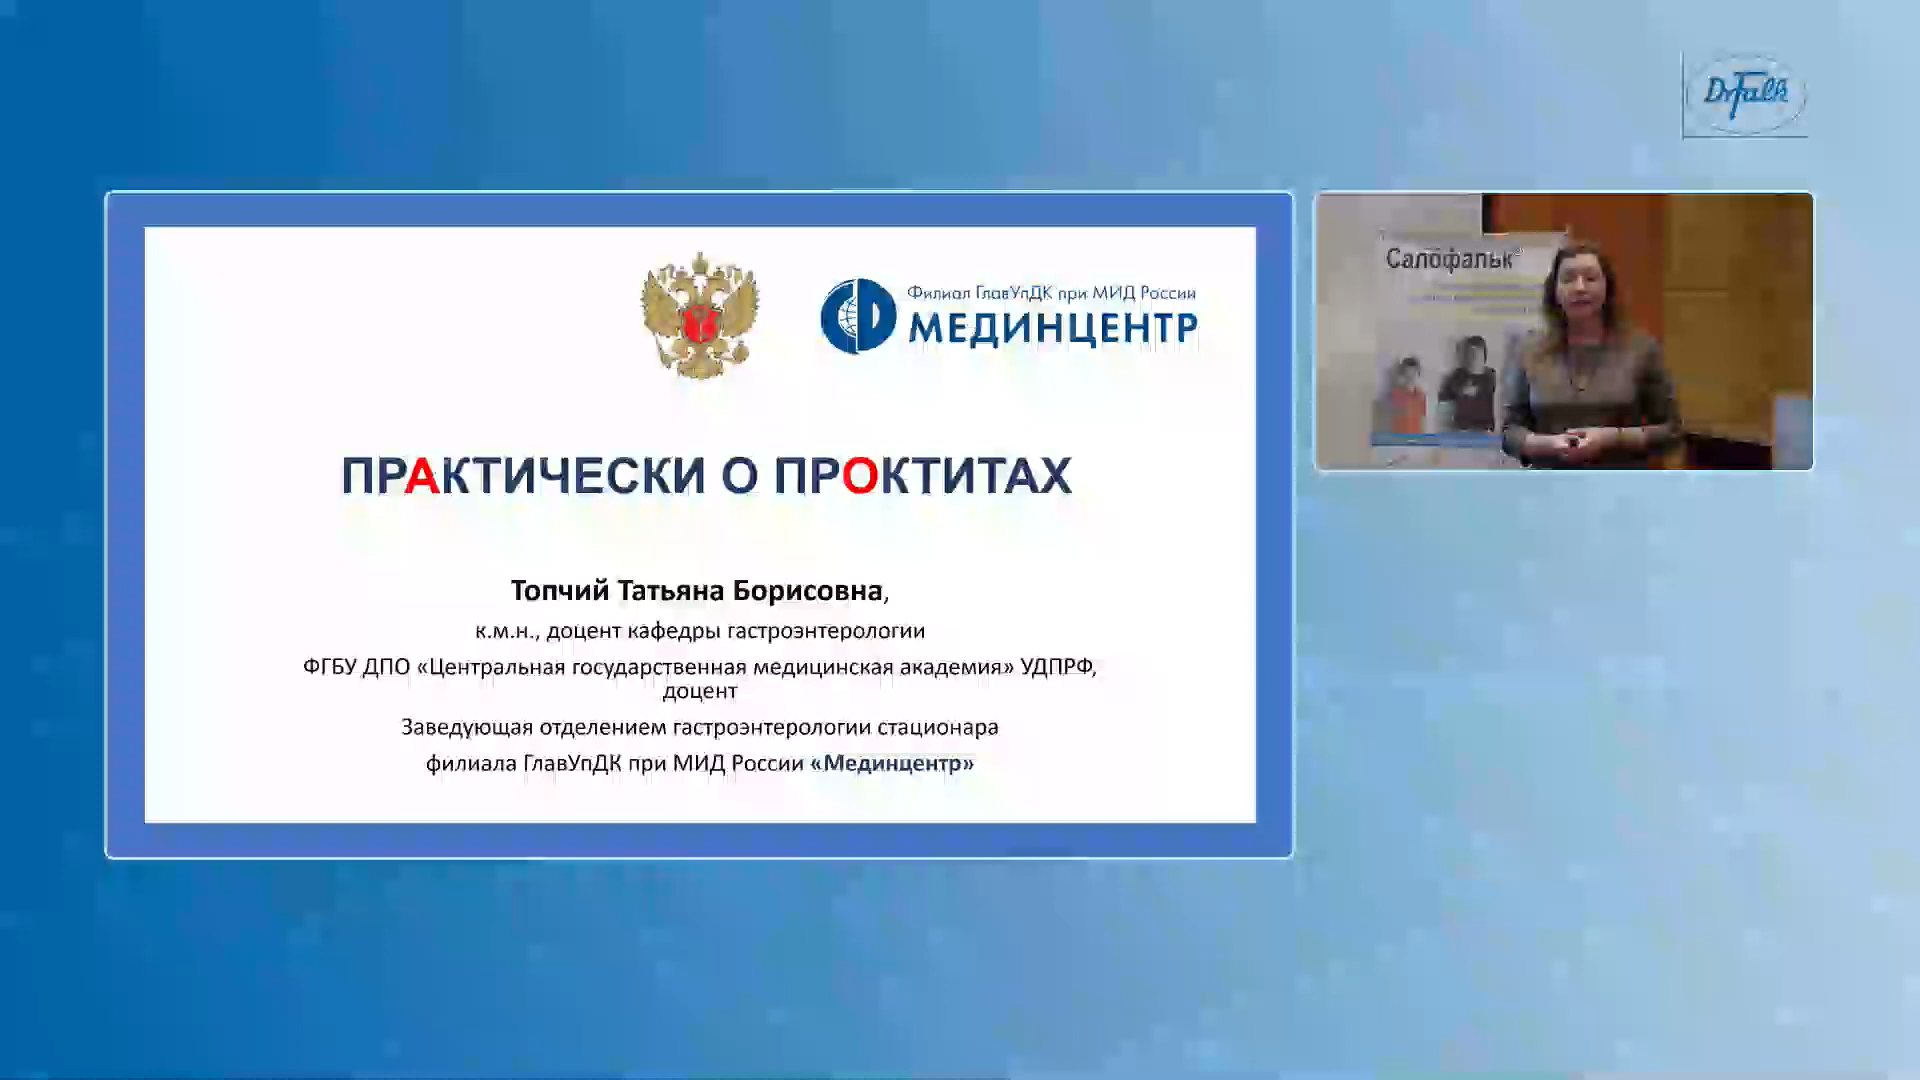 Dr Falk
Филиал ГлавУпДК при МИД России
МЕДИНЦЕНТР
Салофальк
ПРАКТИЧЕСКИ О ПРОКТИТАХ
Топчий Татьяна Борисовна,
к.м.н., доцент кафедры гастроэнтерологии
ФГБУ ДПО «Центральная государственная медицинская академия» УДПРФ,
доцент
Заведующая отделением гастроэнтерологии стационара
филиала ГлавУпДК при МИД России «Мединцентр»